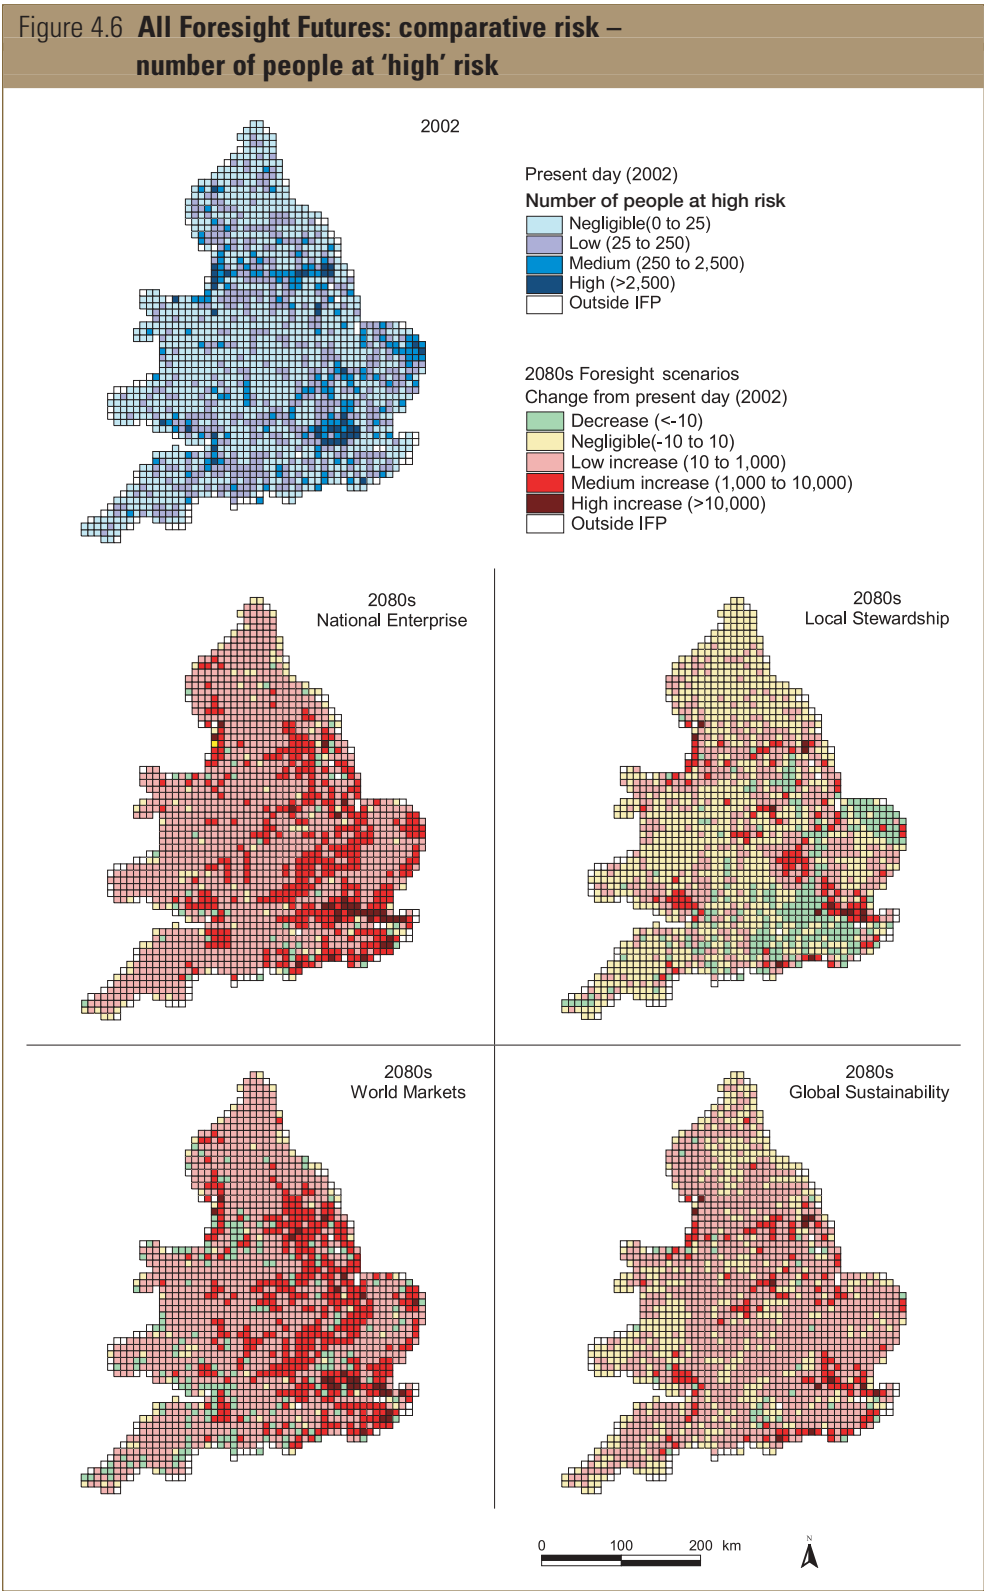 Figure 4.6 All Foresight Futures: comparative risk –
number of people at ‘high’ risk
2002
Present day (2002)
Number of people at high risk
Negligible(0 to 25)
Low (25 to 250)
Medium (250 to 2,500)
High (>2,500)
Outside IFP
2080s Foresight scenarios
Change from present day (2002)
Decrease (<-10)
Negligible(-10 to 10)
Low increase (10 to 1,000)
Medium increase (1,000 to 10,000)
High increase (>10,000)
Outside IFP
2080s
National Enterprise
2080s
Local Stewardship
2080s
World Markets
2080s
Global Sustainability
0 100 200 km
N